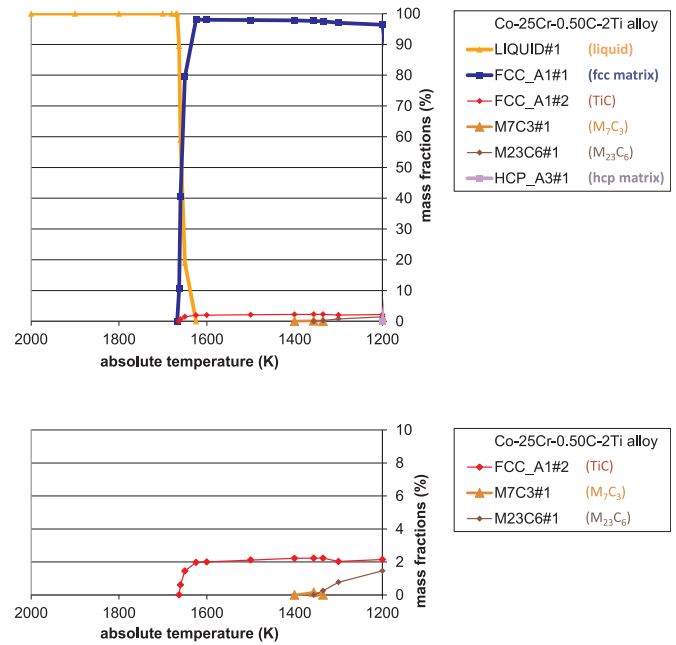 100
90
80
70
60
50
40
30
20
10
0
mass fractions (%)
2000 1800 1600 1400 1200
absolute temperature (K)
Co-25Cr-0.50C-2Ti alloy
LIQUID#1 (liquid)
FCC_A1#1 (fcc matrix)
FCC_A1#2 (TiC)
M7C3#1 (M₇C₃)
M23C6#1 (M₂₃C₆)
HCP_A3#1 (hcp matrix)
10
8
6
4
2
0
mass fractions (%)
2000 1800 1600 1400 1200
absolute temperature (K)
Co-25Cr-0.50C-2Ti alloy
FCC_A1#2 (TiC)
M7C3#1 (M₇C₃)
M23C6#1 (M₂₃C₆)